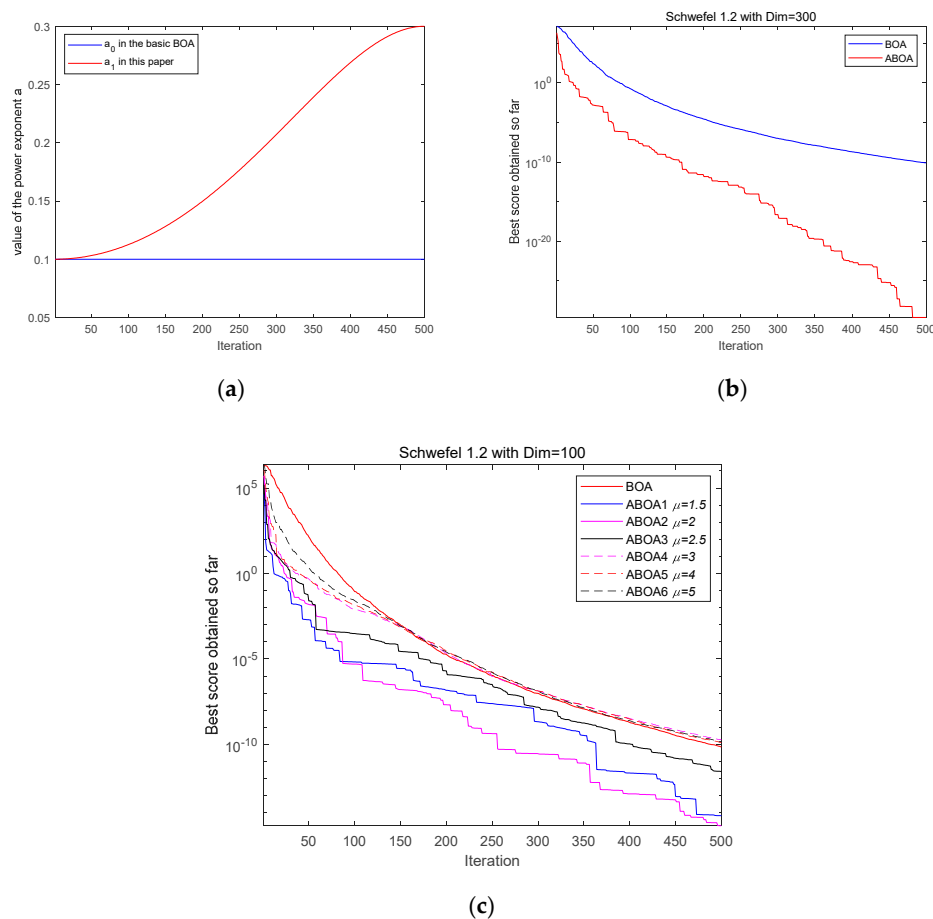 0.3
0.25
0.2
0.15
0.1
0.05
value of the power exponent a
a0 in the basic BOA
a1 in this paper
50 100 150 200 250 300 350 400 450 500
Iteration
(a)
Schwefel 1.2 with Dim=300
BOA
ABOA
Best score obtained so far
10^0
10^-10
10^-20
50 100 150 200 250 300 350 400 450 500
Iteration
(b)
Schwefel 1.2 with Dim=100
BOA
ABOA1 μ=1.5
ABOA2 μ=2
ABOA3 μ=2.5
ABOA4 μ=3
ABOA5 μ=4
ABOA6 μ=5
Best score obtained so far
10^5
10^0
10^-5
10^-10
50 100 150 200 250 300 350 400 450 500
Iteration
(c)